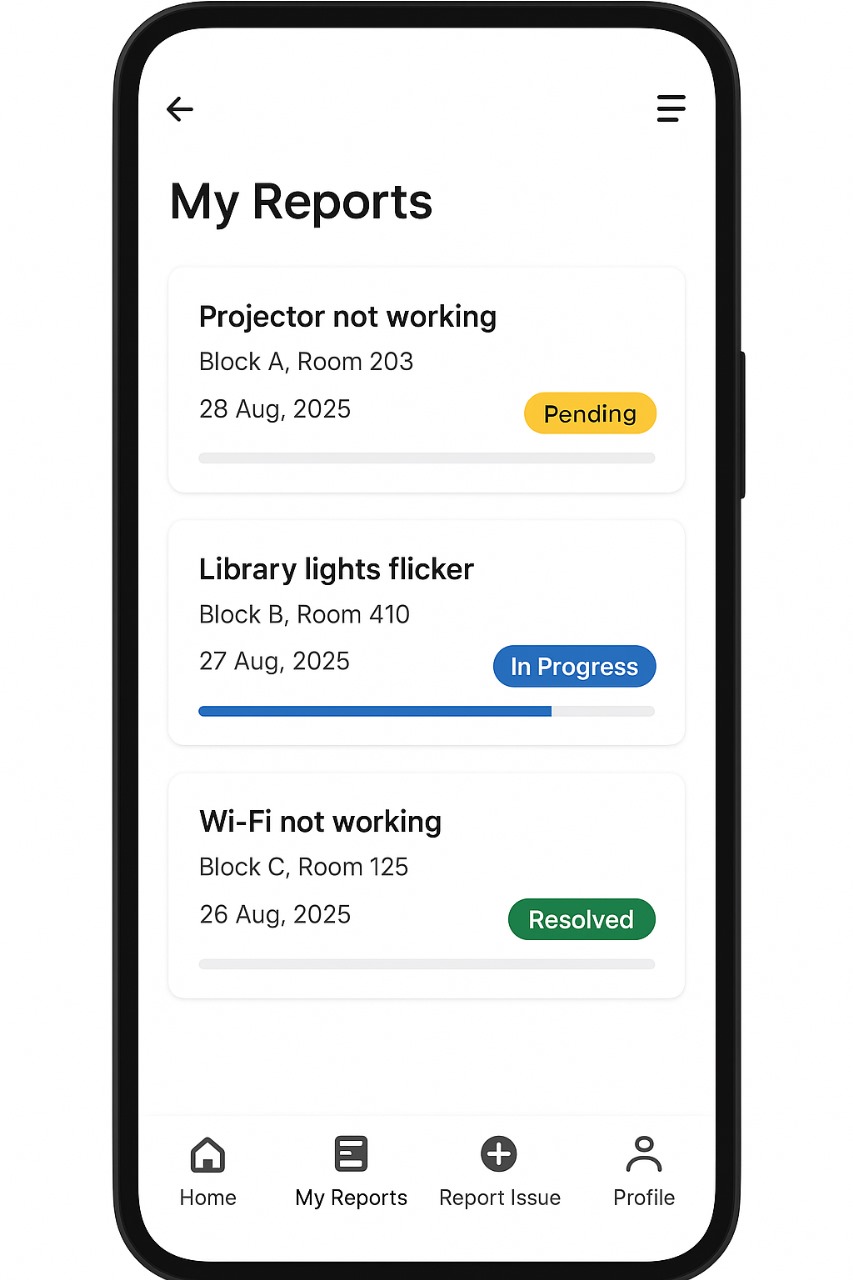 My Reports
Projector not working
Block A, Room 203
28 Aug, 2025
Pending
Library lights flicker
Block B, Room 410
27 Aug, 2025
In Progress
Wi-Fi not working
Block C, Room 125
26 Aug, 2025
Resolved
Home
My Reports
Report Issue
Profile